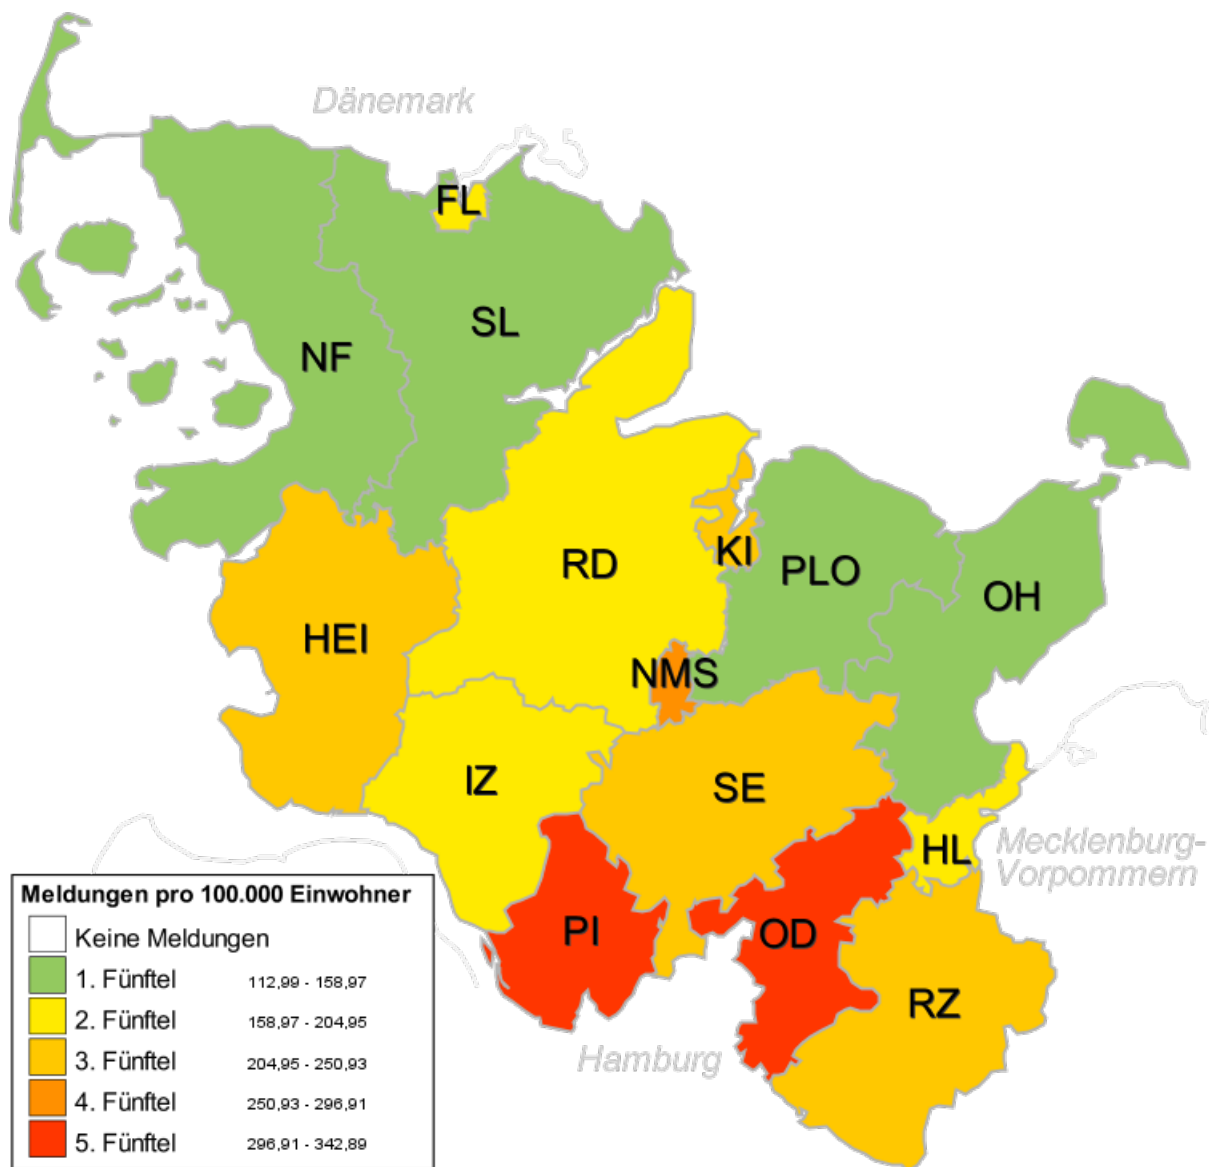 Dänemark
FL
SL
NF
RD
KI
PLO
OH
HEI
NMS
IZ
SE
HL
Mecklenburg-
Vorpommern
PI
OD
RZ
Hamburg
Meldungen pro 100.000 Einwohner
Keine Meldungen
1. Fünftel 112,99 - 158,97
2. Fünftel 158,97 - 204,95
3. Fünftel 204,95 - 250,93
4. Fünftel 250,93 - 296,91
5. Fünftel 296,91 - 342,89